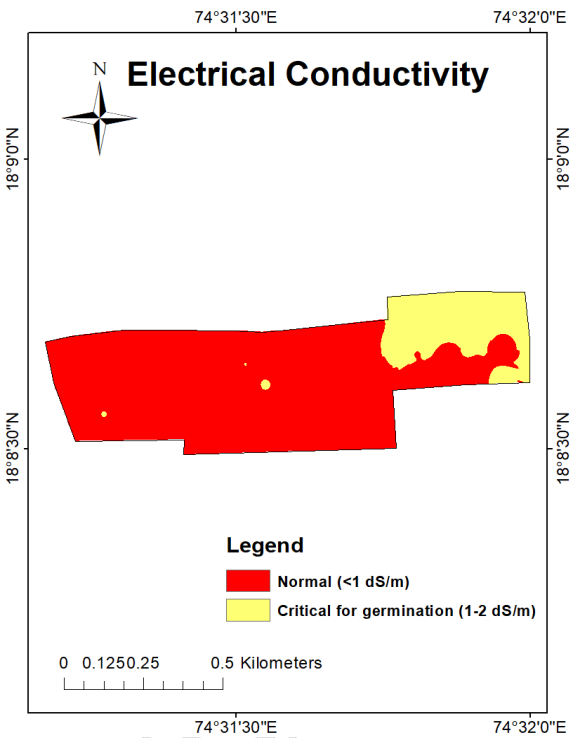 74°31'30"E 74°32'0"E
N
Electrical Conductivity
18°9'0"N 18°9'0"N
18°8'30"N 18°8'30"N
Legend
Normal (<1 dS/m)
Critical for germination (1-2 dS/m)
0 0.1250.25 0.5 Kilometers
74°31'30"E 74°32'0"E